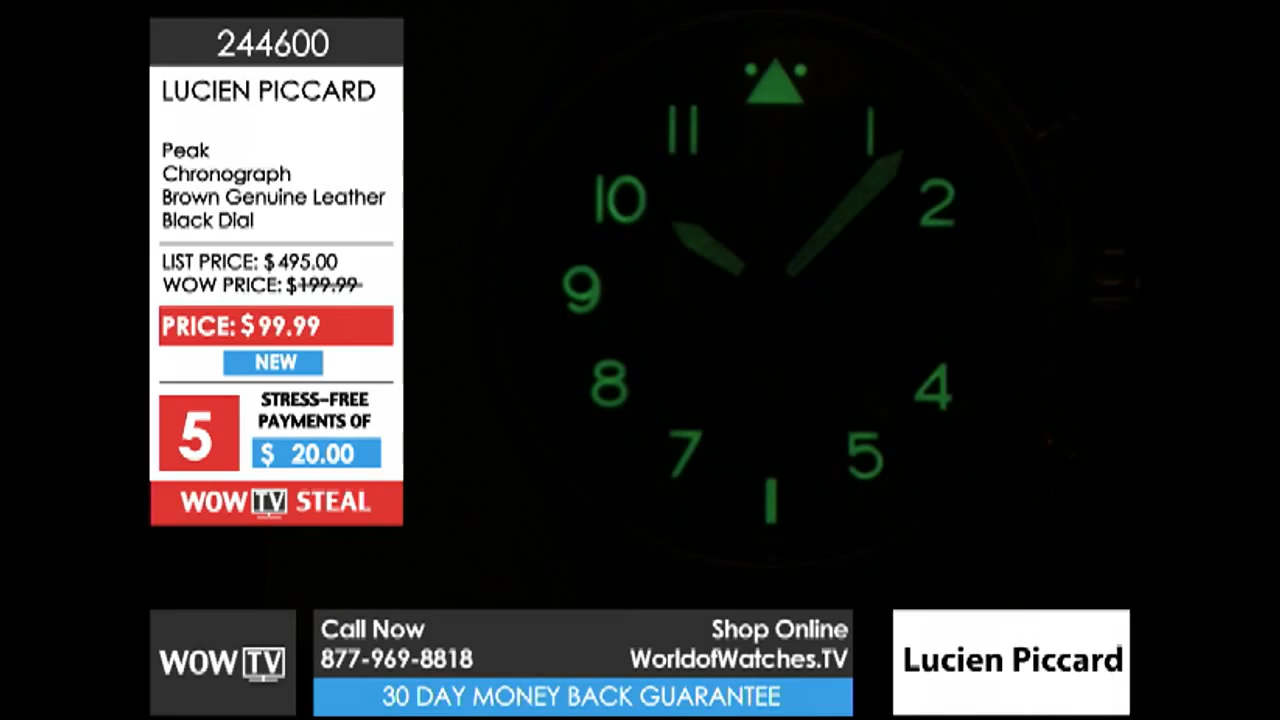 244600
LUCIEN PICCARD
Peak
Chronograph
Brown Genuine Leather
Black Dial
LIST PRICE: $495.00
WOW PRICE: $199.99
PRICE: $99.99
NEW
5
STRESS-FREE
PAYMENTS OF
$ 20.00
WOW TV STEAL
11
1
10
2
9
8
4
7
5
WOW TV
Call Now
877-969-8818
Shop Online
WorldofWatches.TV
30 DAY MONEY BACK GUARANTEE
Lucien Piccard